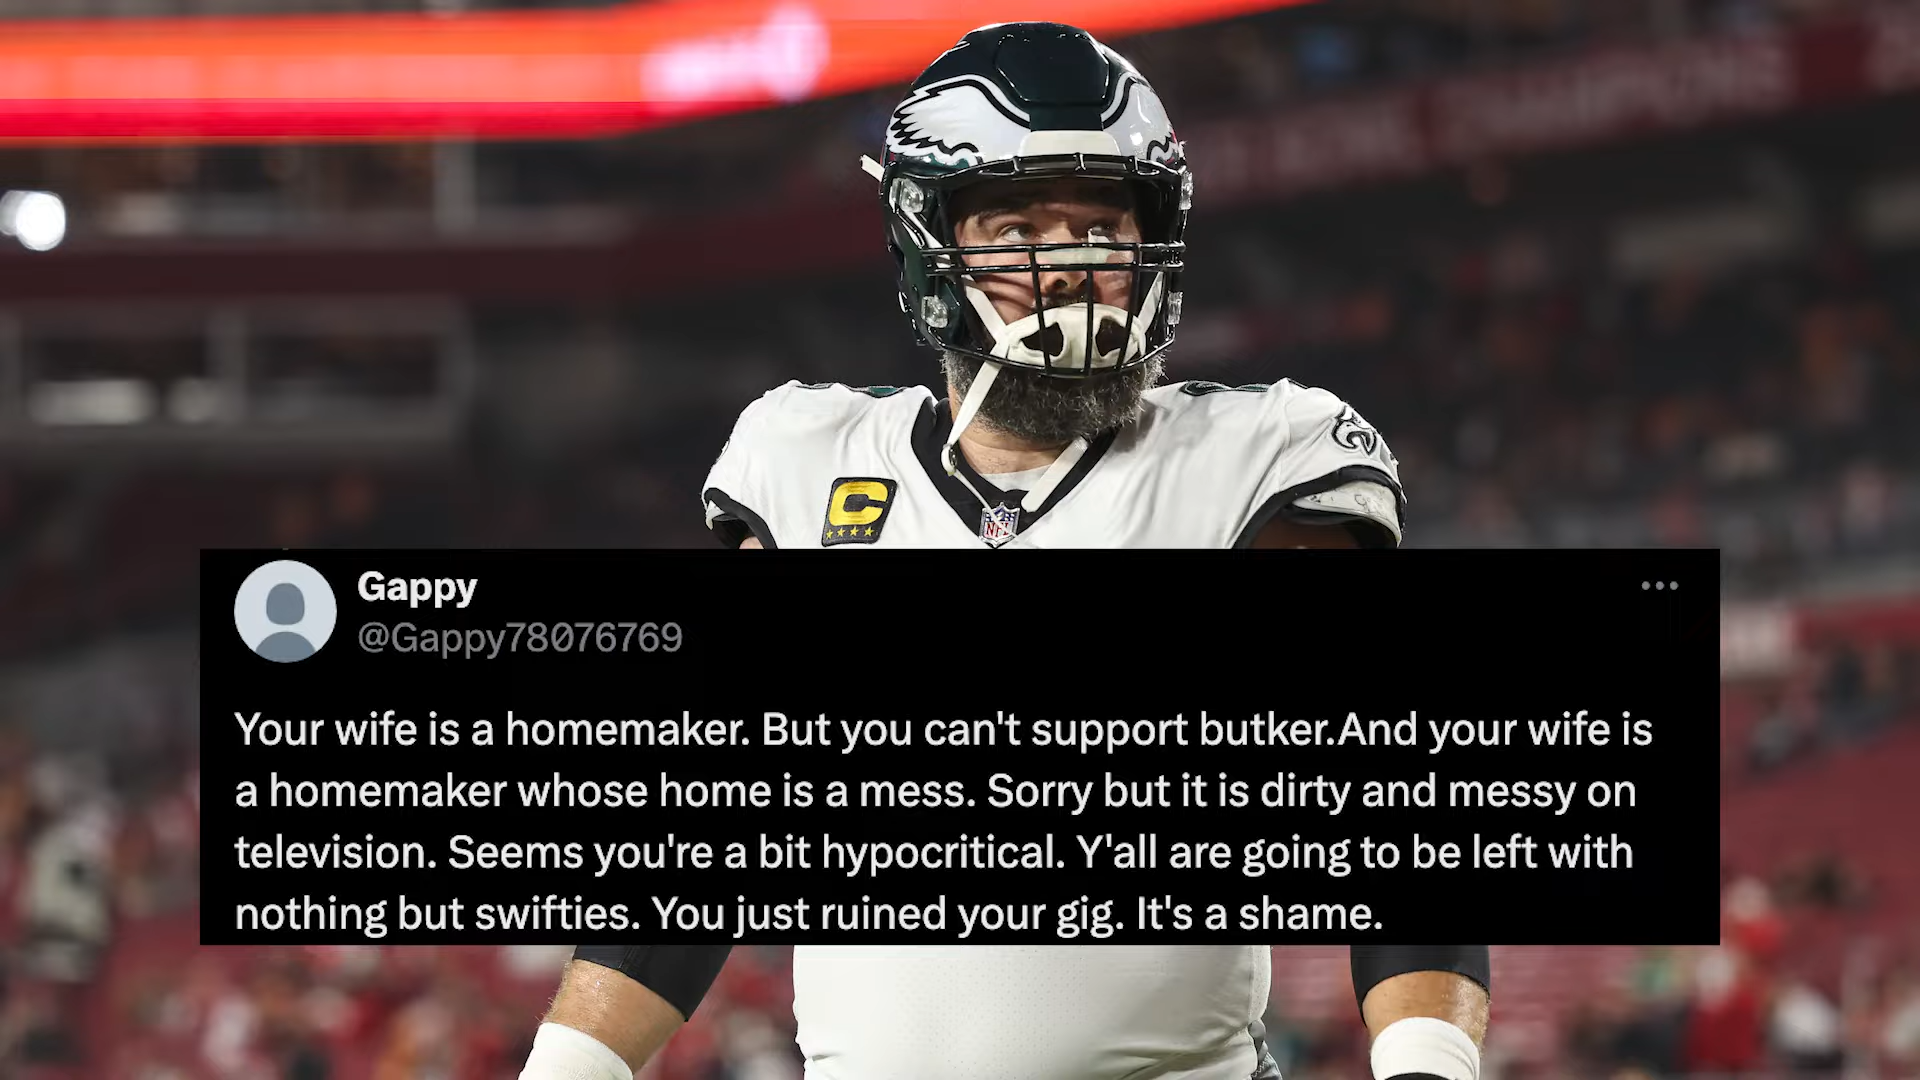 CHAMPIONS
C
NFL
Gappy
@Gappy78076769
Your wife is a homemaker. But you can't support butker.And your wife is
a homemaker whose home is a mess. Sorry but it is dirty and messy on
television. Seems you're a bit hypocritical. Y'all are going to be left with
nothing but swifties. You just ruined your gig. It's a shame.